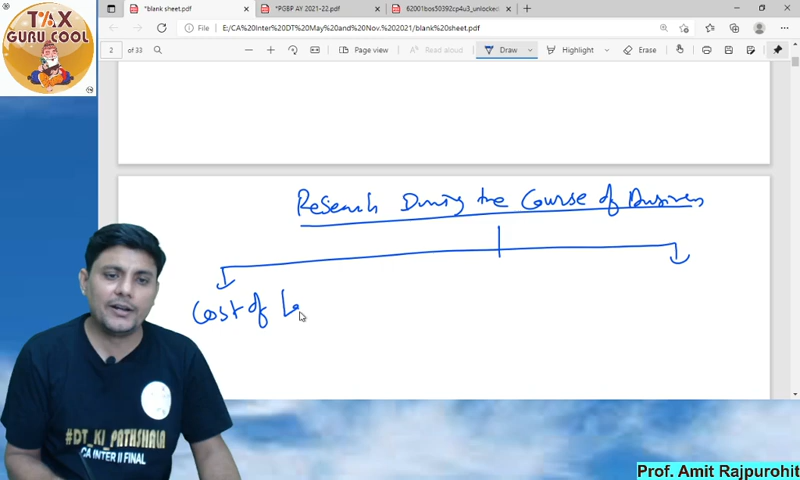 TAX
GURU COOL
*blank sheet.pdf
*PGBP AY 2021-22.pdf
62001bos50392cp4u3_unlocked
File
E:/CA%20Inter%20DT%20May%20and%20Nov.%202021/blank%20sheet.pdf
2 of 33
Page view
Read aloud
Draw
Highlight
Erase
Research During the Course of Business
Cost of La
#DT_KI_PATHSHALA
CA INTER II FINAL
Prof. Amit Rajpurohit